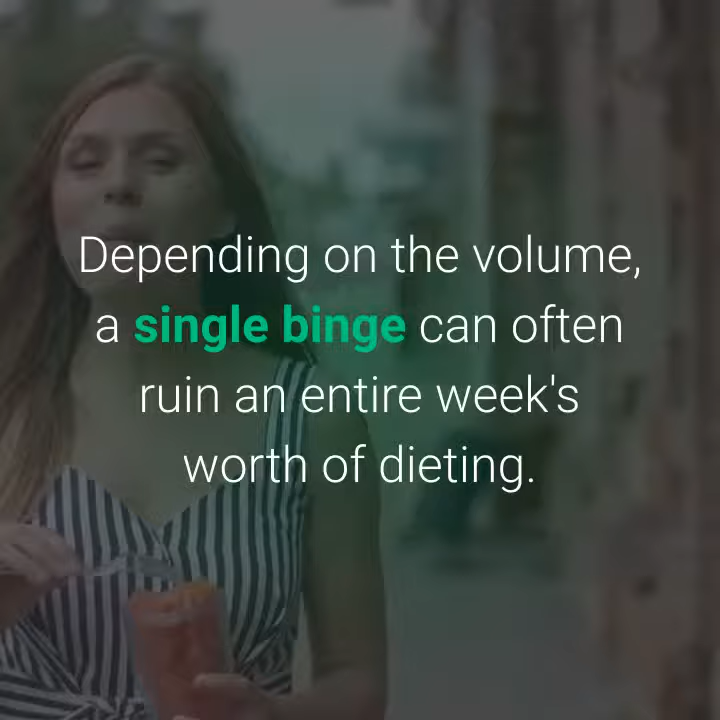 Depending on the volume,
a single binge can often
ruin an entire week's
worth of dieting.